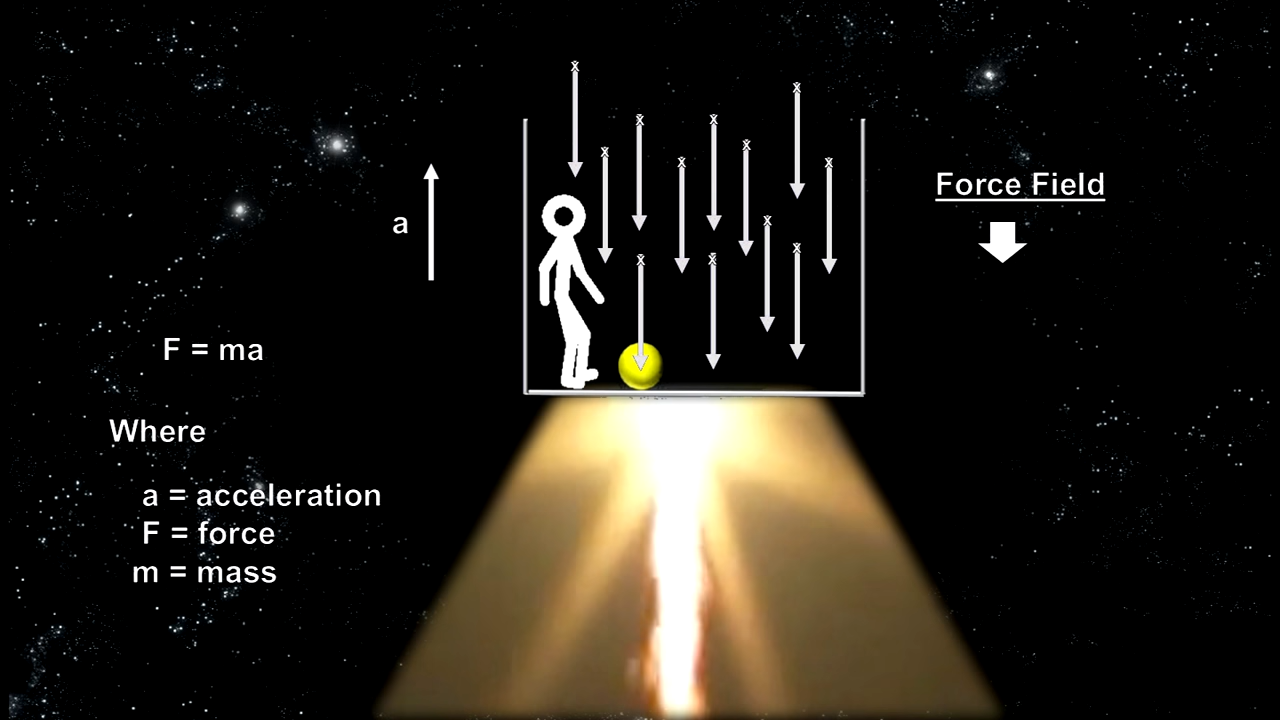 Force Field
a
F = ma
Where
a = acceleration
F = force
m = mass
x
x
x
x
x
x
x
x
x
x
x
x
x